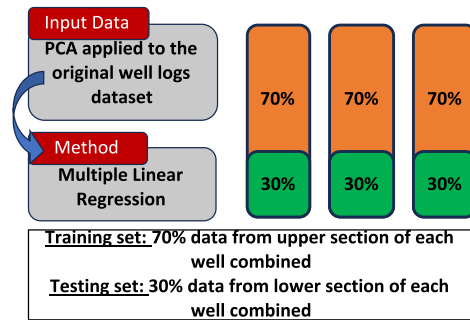 Input Data
PCA applied to the
original well logs
dataset
Method
Multiple Linear
Regression
70%
70%
70%
30%
30%
30%
Training set: 70% data from upper section of each
well combined
Testing set: 30% data from lower section of each
well combined